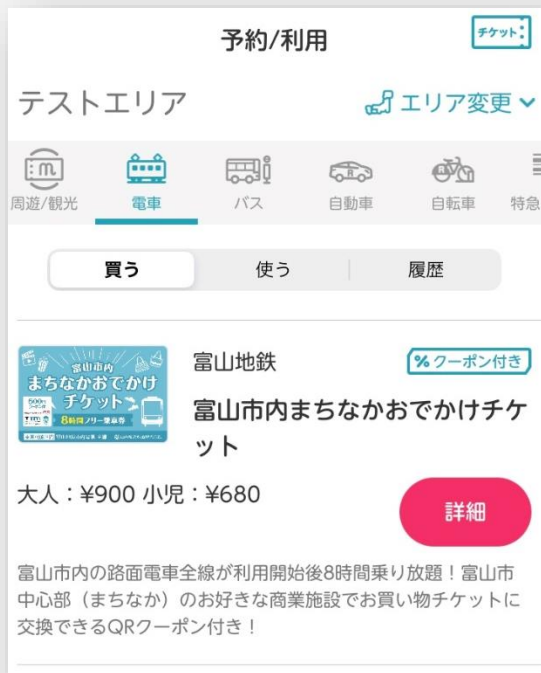 予約/利用
チケット
テストエリア
エリア変更
周遊/観光
電車
バス
自動車
自転車
特急
買う
使う
履歴
富山市内
まちなかおでかけ
チケット
500円
8時間フリー乗車券
富山地鉄
%クーポン付き
富山市内まちなかおでかけチケ
ット
大人：¥900 小児：¥680
詳細
富山市内の路面電車全線が利用開始後8時間乗り放題！富山市
中心部（まちなか）のお好きな商業施設でお買い物チケットに
交換できるQRクーポン付き！